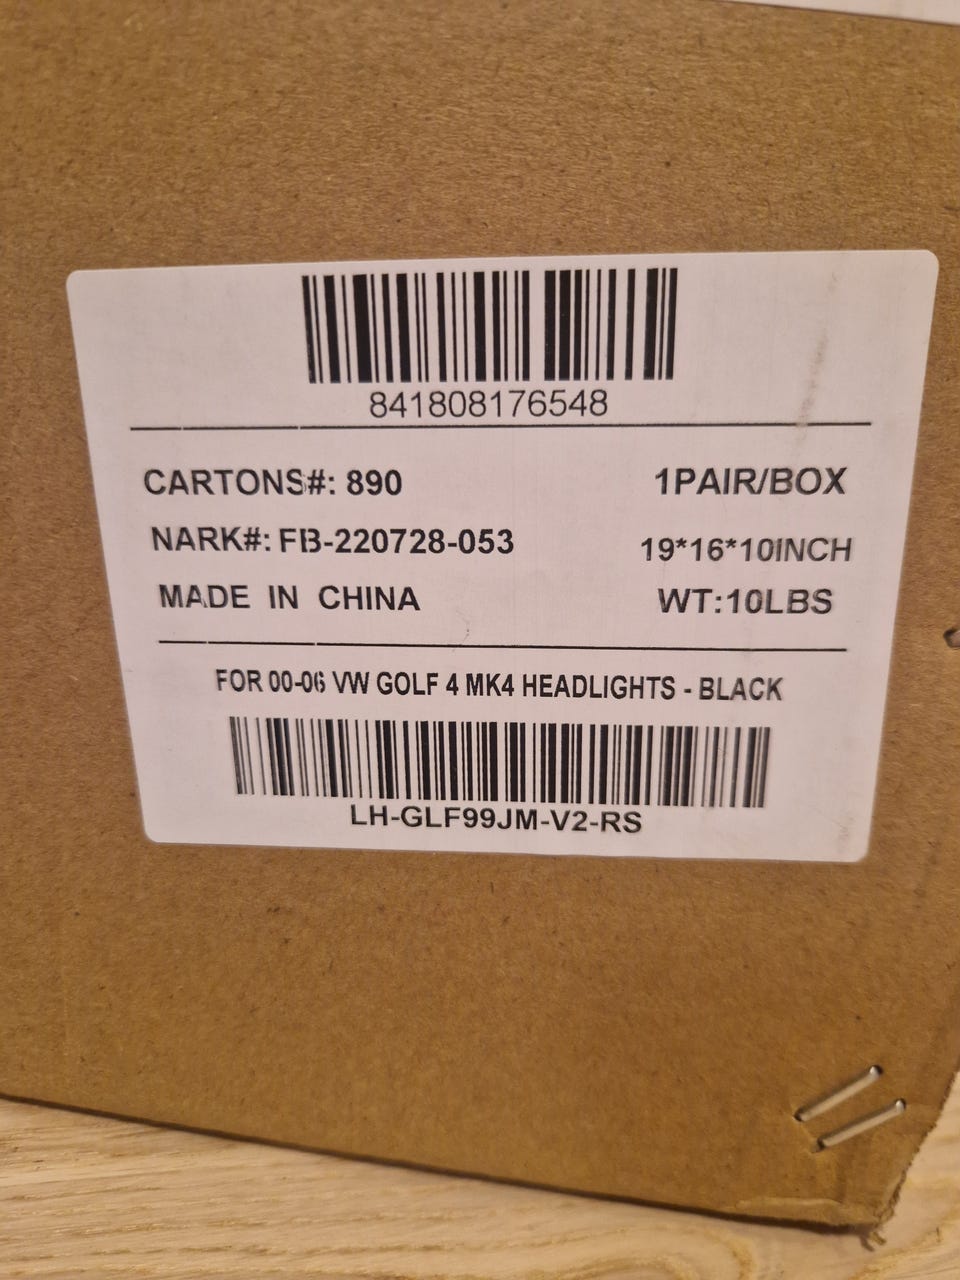 841808176548
CARTONS#: 890 1PAIR/BOX
NARK#: FB-220728-053 19*16*10INCH
MADE IN CHINA WT:10LBS
FOR 00-06 VW GOLF 4 MK4 HEADLIGHTS - BLACK
LH-GLF99JM-V2-RS